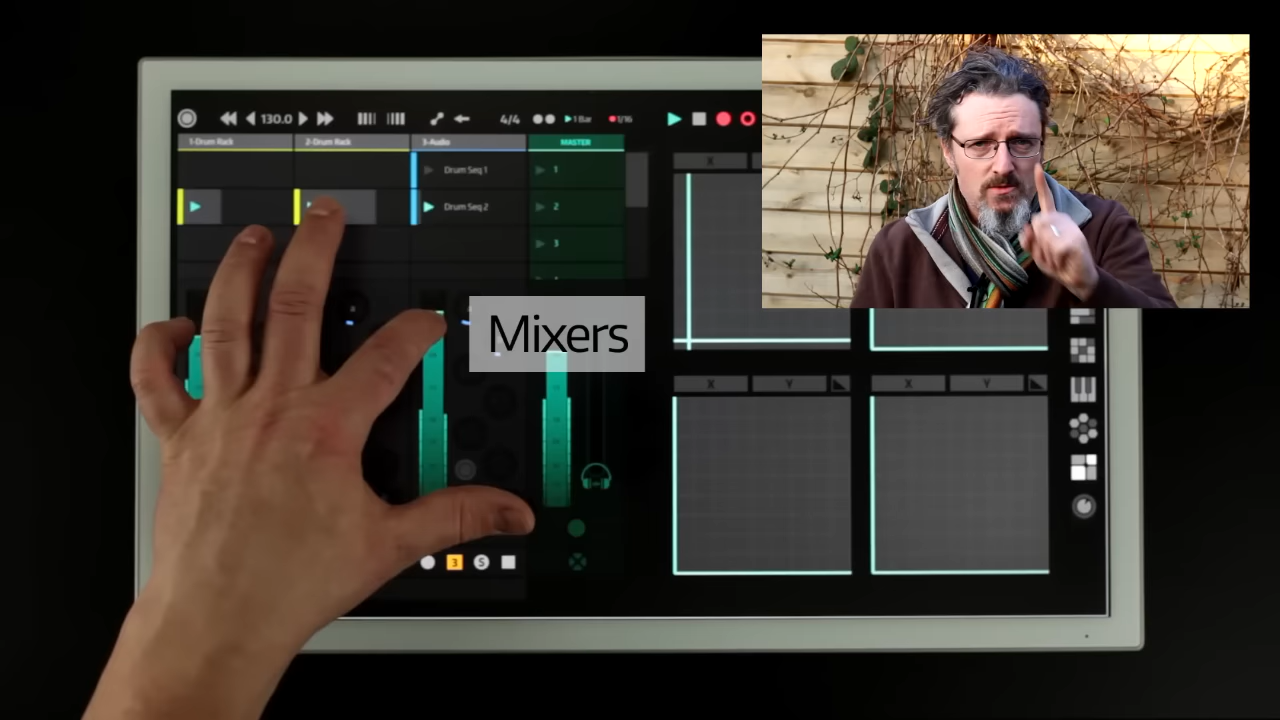 130.0
4/4
1 Bar
1/16
1-Drum Rack
2-Drum Rack
3-Audio
MASTER
Drum Seq 1
1
Drum Seq 2
2
3
X
Mixers
X
Y
X
Y
3
S